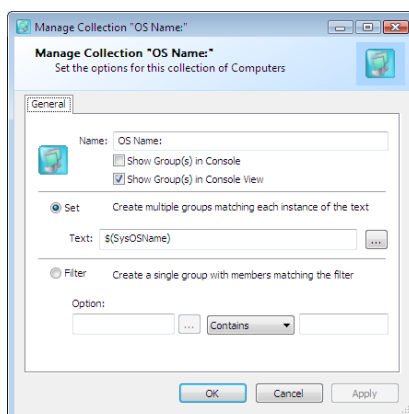 Manage Collection "OS Name:"
Manage Collection "OS Name:"
Set the options for this collection of Computers
General
Name: OS Name:
Show Group(s) in Console
Show Group(s) in Console View
Set Create multiple groups matching each instance of the text
Text: $(SysOSName) ...
Filter Create a single group with members matching the filter
Option:
... Contains
OK Cancel Apply